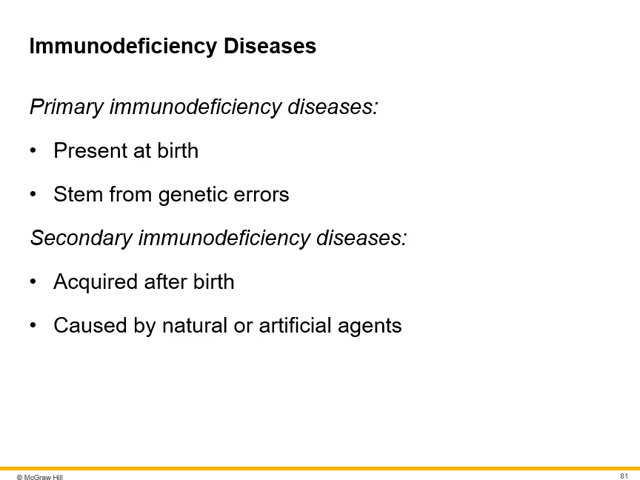 Immunodeficiency Diseases
Primary immunodeficiency diseases:
• Present at birth
• Stem from genetic errors
Secondary immunodeficiency diseases:
• Acquired after birth
• Caused by natural or artificial agents
© McGraw Hill
81